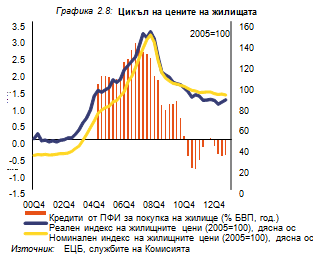 Графика 2.8: Цикъл на цените на жилищата
3.5 160
3.0 140
2005=100
2.5
2.0 120
1.5 100
1.0
0.5 80
0.0 60
-0.5 40
-1.0 20
-1.5 0
00Q4 02Q4 04Q4 06Q4 08Q4 10Q4 12Q4
Кредити от ПФИ за покупка на жилище (% БВП, год.)
Реален индекс на жилищните цени (2005=100), дясна ос
Номинален индекс на жилищните цени (2005=100), дясна ос
Източник: ЕЦБ, службите на Комисията